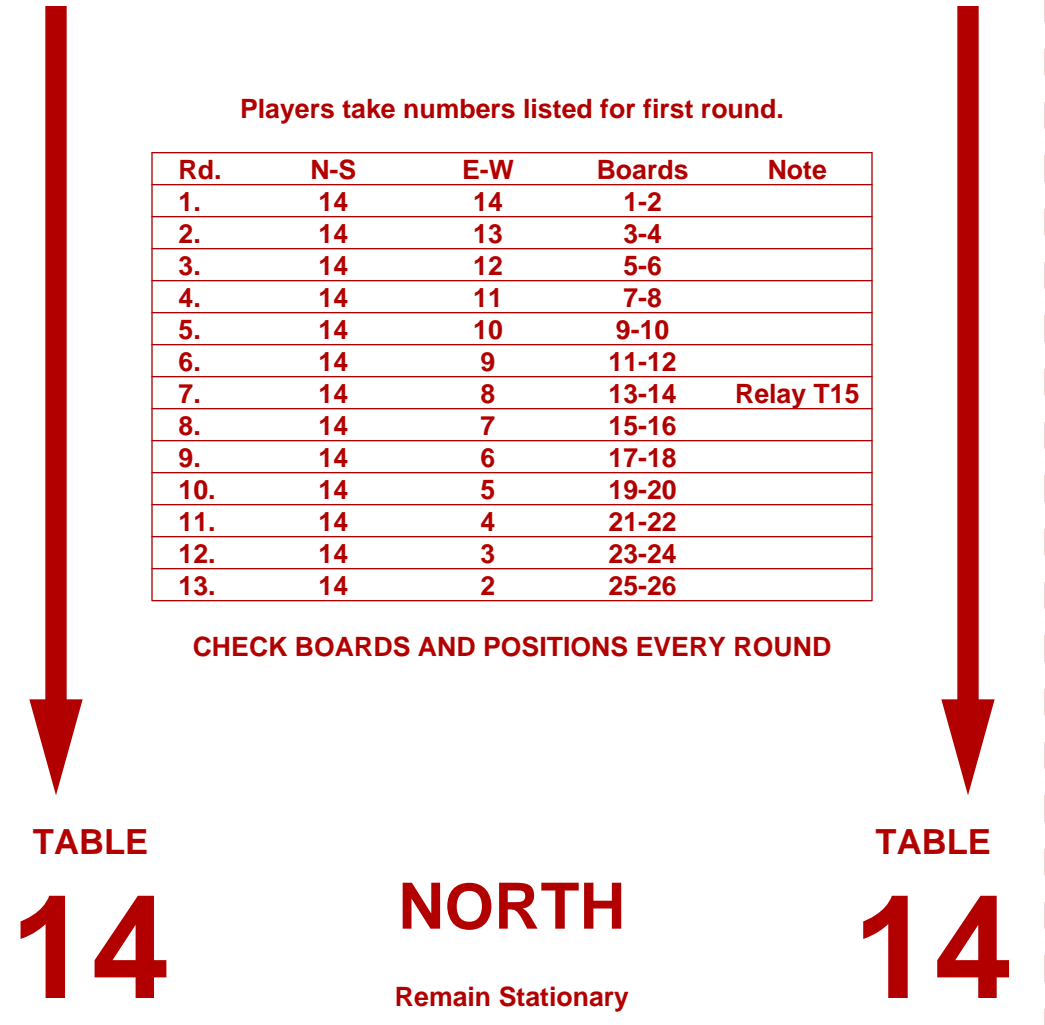 Players take numbers listed for first round.
Rd. N-S E-W Boards Note
1. 14 14 1-2
2. 14 13 3-4
3. 14 12 5-6
4. 14 11 7-8
5. 14 10 9-10
6. 14 9 11-12
7. 14 8 13-14 Relay T15
8. 14 7 15-16
9. 14 6 17-18
10. 14 5 19-20
11. 14 4 21-22
12. 14 3 23-24
13. 14 2 25-26
CHECK BOARDS AND POSITIONS EVERY ROUND
TABLE TABLE
14 NORTH 14
Remain Stationary